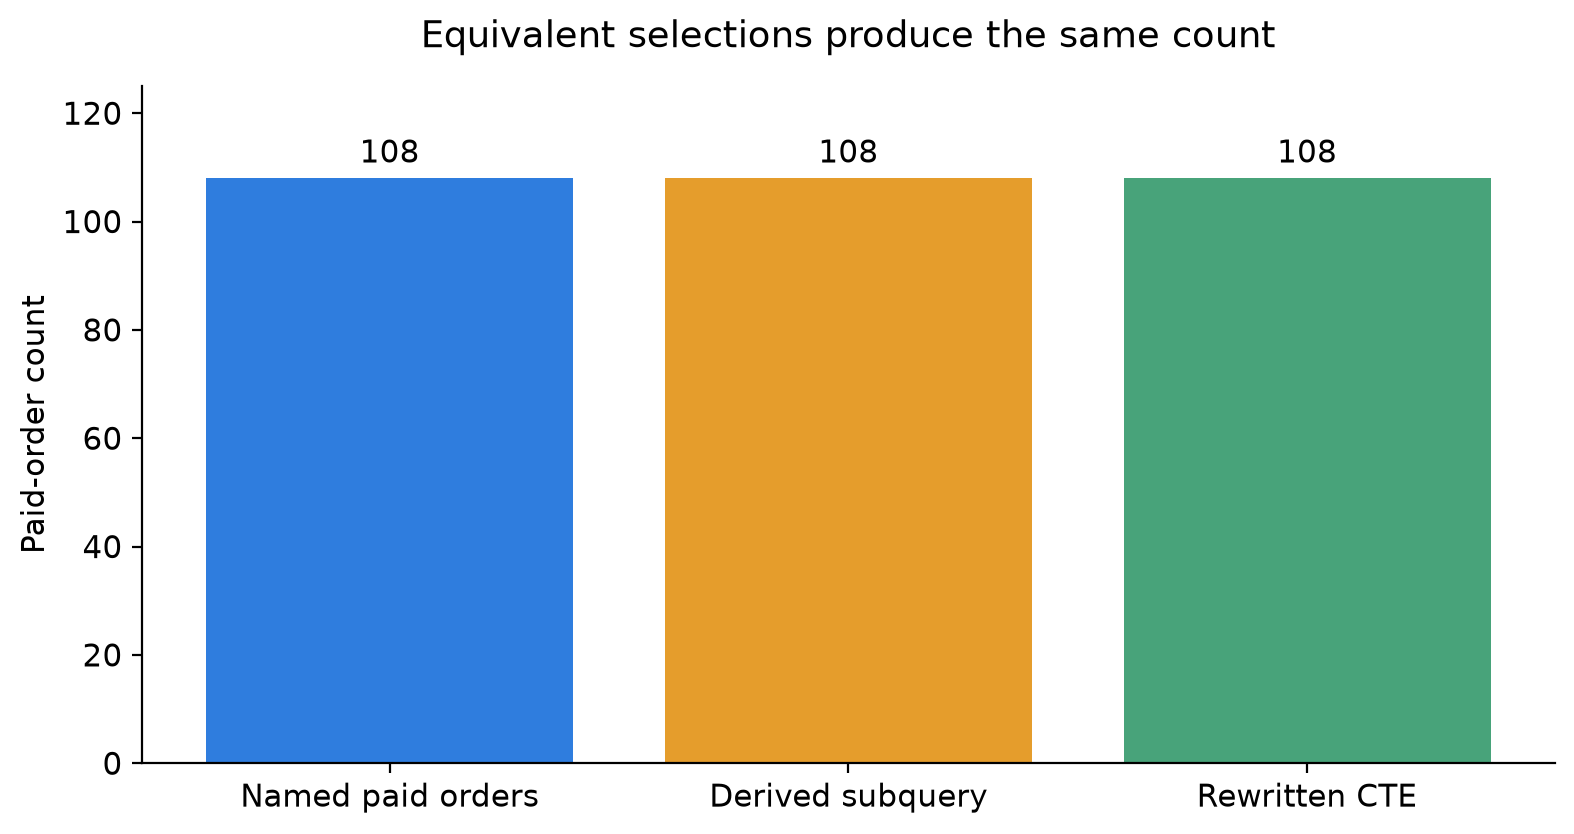 Equivalent selections produce the same count
120
100
80
60
40
20
0
Paid-order count
108
108
108
Named paid orders
Derived subquery
Rewritten CTE